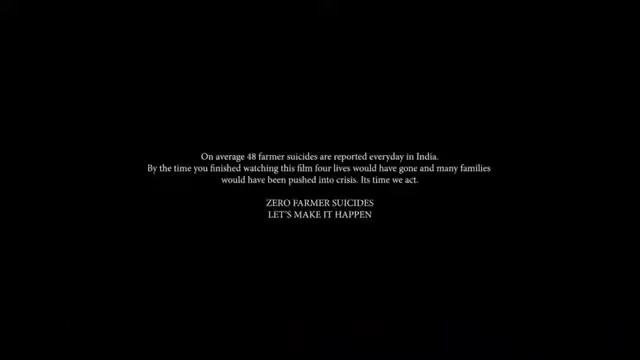 On average 48 farmer suicides are reported everyday in India.
By the time you finished watching this film four lives would have gone and many families
would have been pushed into crisis. Its time we act.
ZERO FARMER SUICIDES
LET'S MAKE IT HAPPEN